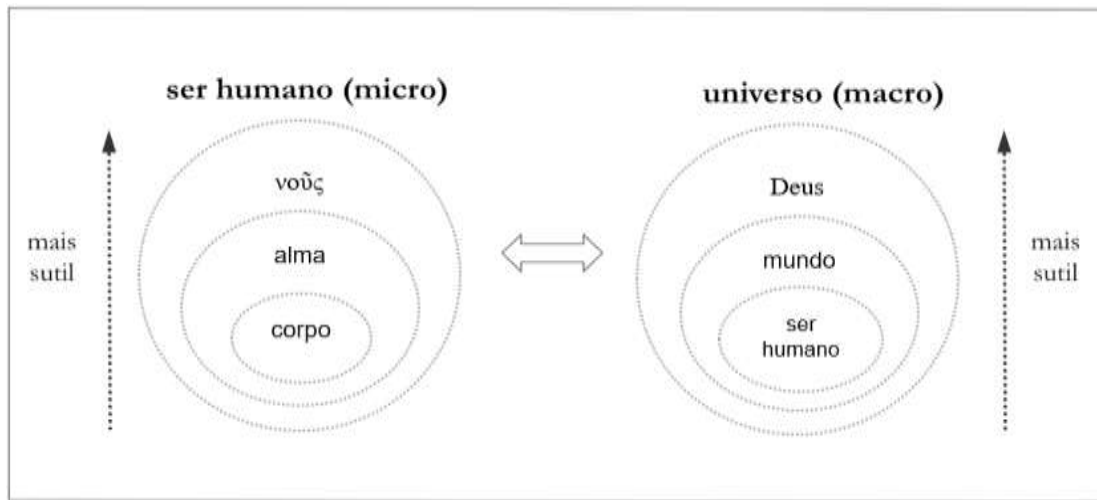 ser humano (micro)
νοῦς
alma
corpo
mais
sutil
universo (macro)
Deus
mundo
ser
humano
mais
sutil